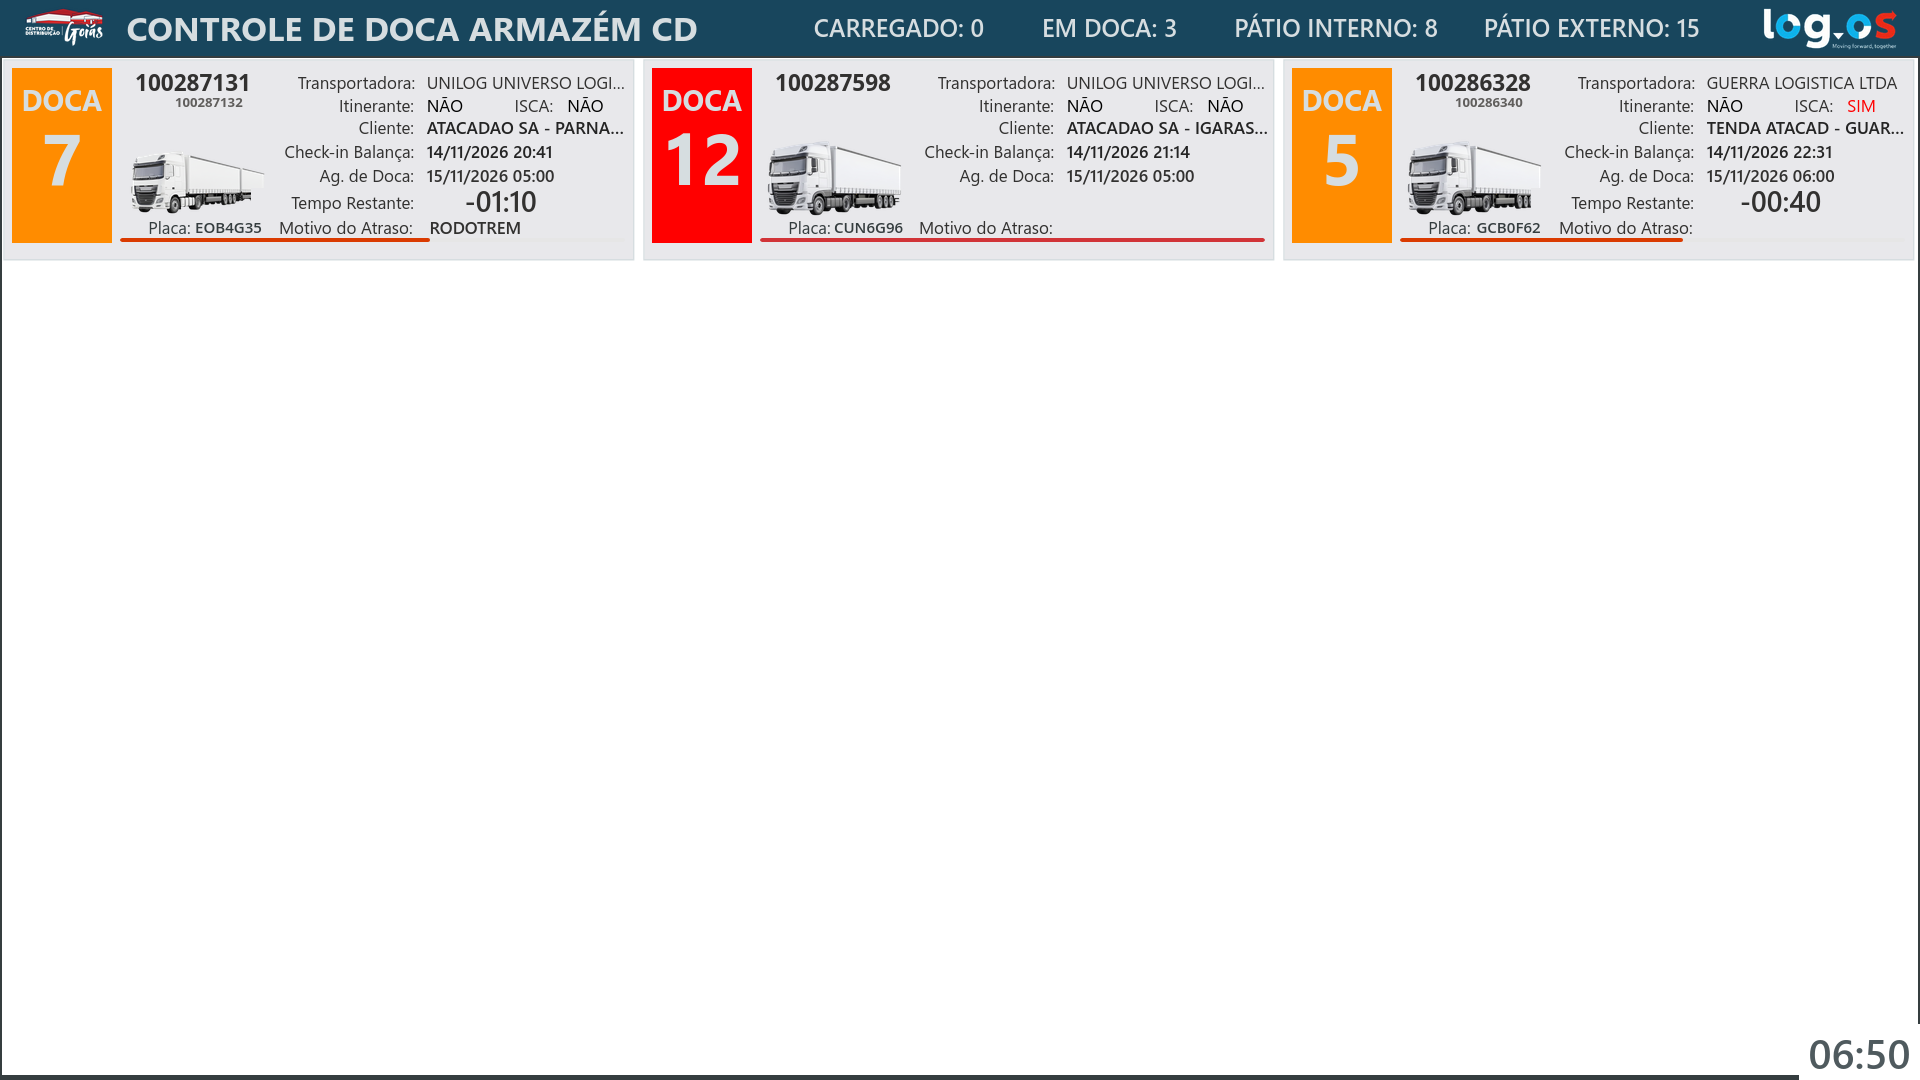 CENTRO DE
DISTRIBUIÇÃO Goiás
CONTROLE DE DOCA ARMAZÉM CD
CARREGADO: 0
EM DOCA: 3
PÁTIO INTERNO: 8
PÁTIO EXTERNO: 15
log.os
Moving forward, together
DOCA
7
100287131
100287132
Transportadora: UNILOG UNIVERSO LOGI...
Itinerante: NÃO ISCA: NÃO
Cliente: ATACADAO SA - PARNA...
Check-in Balança: 14/11/2026 20:41
Ag. de Doca: 15/11/2026 05:00
Tempo Restante: -01:10
Placa: EOB4G35 Motivo do Atraso: RODOTREM
DOCA
12
100287598
Transportadora: UNILOG UNIVERSO LOGI...
Itinerante: NÃO ISCA: NÃO
Cliente: ATACADAO SA - IGARAS...
Check-in Balança: 14/11/2026 21:14
Ag. de Doca: 15/11/2026 05:00
Placa: CUN6G96 Motivo do Atraso:
DOCA
5
100286328
100286340
Transportadora: GUERRA LOGISTICA LTDA
Itinerante: NÃO ISCA: SIM
Cliente: TENDA ATACAD - GUAR...
Check-in Balança: 14/11/2026 22:31
Ag. de Doca: 15/11/2026 06:00
Tempo Restante: -00:40
Placa: GCB0F62 Motivo do Atraso:
06:50